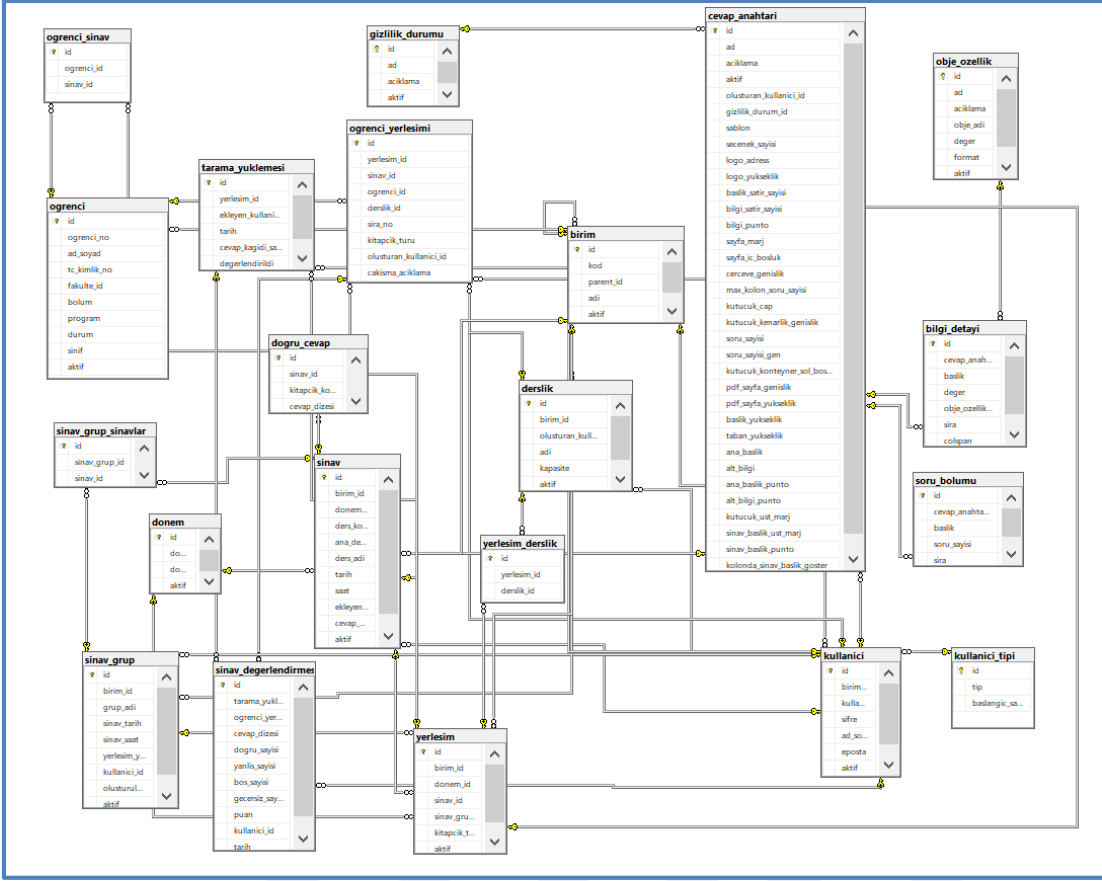 ogrenci_sinav
id
ogrenci_id
sinav_id
gizlilik_durumu
id
ad
aciklama
aktif
cevap_anahtari
id
ad
aciklama
aktif
olusturan_kullanici_id
gizlilik_durum_id
sablon
secenek_sayisi
logo_adress
logo_yukseklik
baslik_satir_sayisi
bilgi_satir_sayisi
bilgi_punto
sayfa_marj
sayfa_ic_bosluk
cerceve_genislik
max_kolon_soru_sayisi
kutucuk_cap
kutucuk_kenarlik_genislik
soru_sayisi
soru_sayisi_gen
kutucuk_konteyner_sol_bos...
pdf_sayfa_genislik
pdf_sayfa_yukseklik
baslik_yukseklik
taban_yukseklik
ana_baslik
alt_bilgi
ana_baslik_punto
alt_bilgi_punto
kutucuk_ust_marj
sinav_baslik_ust_marj
sinav_baslik_punto
kolonda_sinav_baslik_goster
obje_ozellik
id
ad
aciklama
obje_adi
deger
format
aktif
ogrenci_yerlesimi
id
yerlesim_id
sinav_id
ogrenci_id
derslik_id
sira_no
kitapcik_turu
olusturan_kullanici_id
cakisma_aciklama
tarama_yuklemesi
id
yerlesim_id
ekleyen_kullani...
tarih
cevap_kagidi_sa...
degerlendirildi
ogrenci
id
ogrenci_no
ad_soyad
tc_kimlik_no
fakulte_id
bolum
program
durum
sinif
aktif
birim
id
kod
parent_id
adi
aktif
bilgi_detayi
id
cevap_anah...
baslik
deger
obje_ozellik...
sira
colspan
dogru_cevap
id
sinav_id
kitapcik_ko...
cevap_dizesi
derslik
id
birim_id
olusturan_kull...
adi
kapasite
aktif
sinav_grup_sinavlar
id
sinav_grup_id
sinav_id
sinav
id
birim_id
donem...
ders_ko...
ana_de...
ders_adi
tarih
saat
ekleyen...
cevap_...
aktif
soru_bolumu
id
cevap_anahta...
baslik
soru_sayisi
sira
donem
id
do...
do...
aktif
yerlesim_derslik
id
yerlesim_id
derslik_id
sinav_grup
id
birim_id
grup_adi
sinav_tarih
sinav_saat
yerlesim_y...
kullanici_id
olusturul...
aktif
sinav_degerlendirmes
id
tarama_yukl...
ogrenci_yer...
cevap_dizesi
dogru_sayisi
yanlis_sayisi
bos_sayisi
gecersiz_say...
puan
kullanici_id
tarih
kullanici
id
birim...
kulla...
sifre
ad_so...
eposta
aktif
kullanici_tipi
id
tip
baslangic_sa...
yerlesim
id
birim_id
donem_id
sinav_id
sinav_gru...
kitapcik_t...
aktif